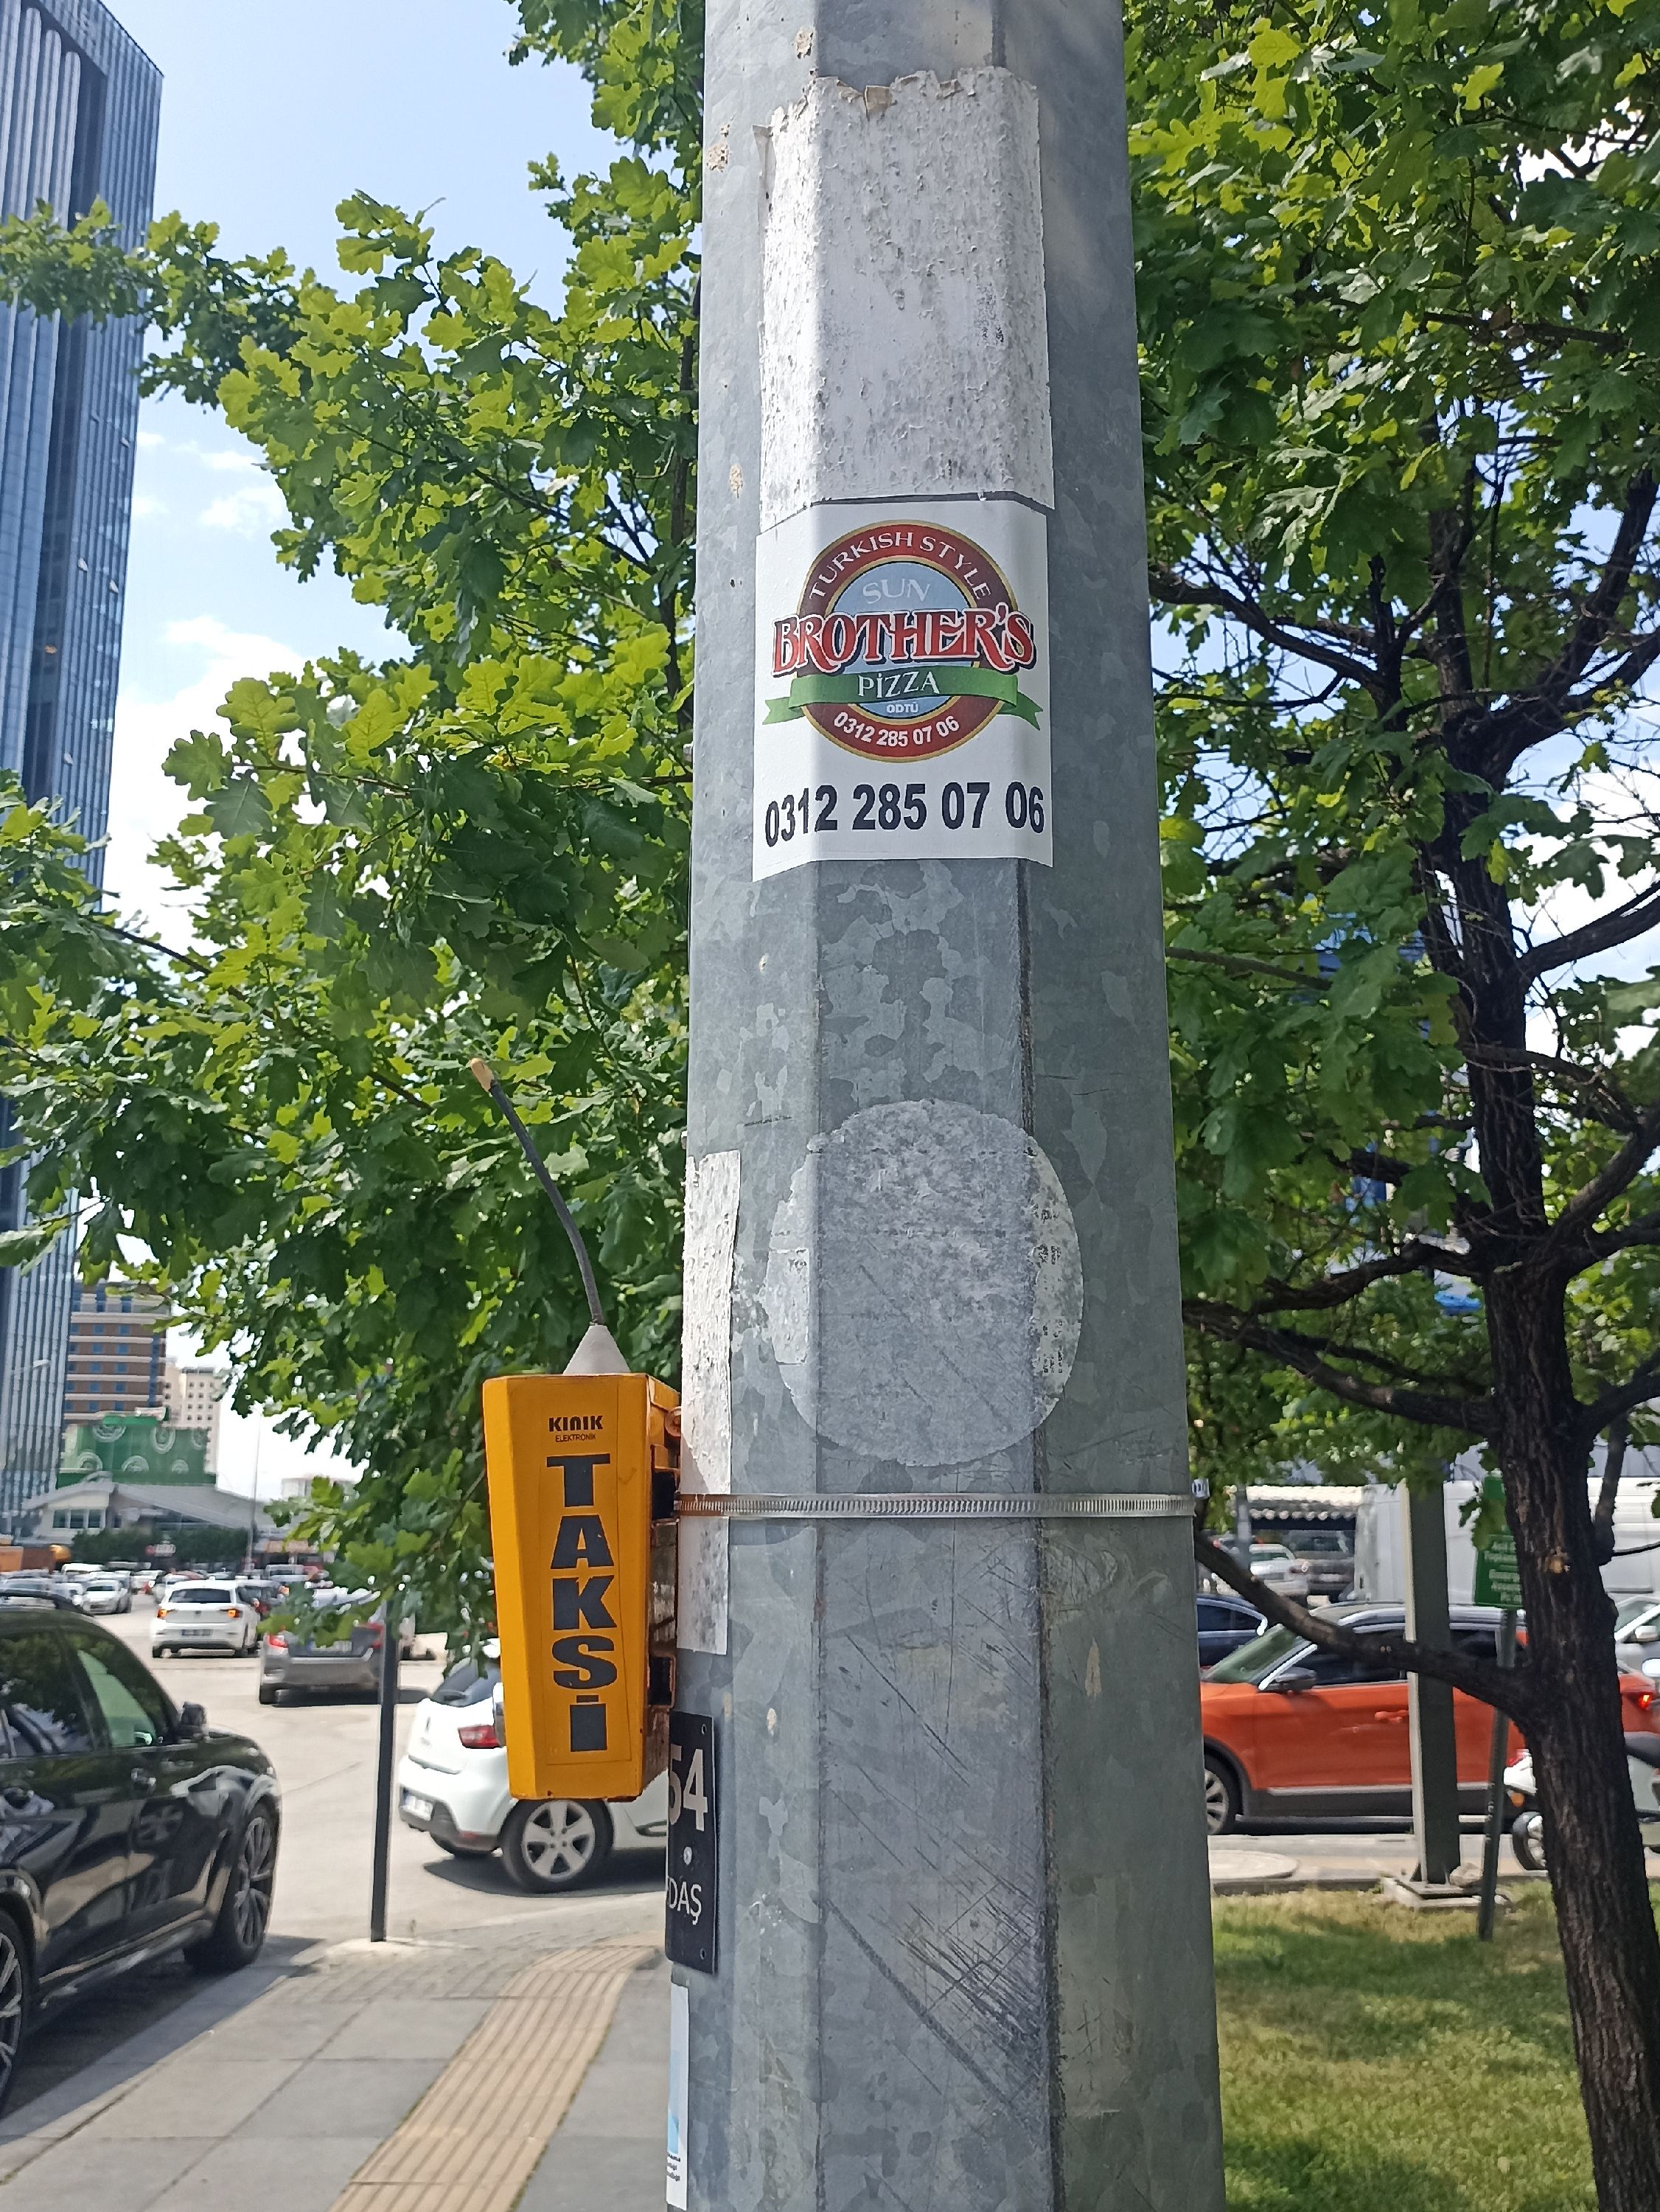 TURKISH STYLE
SUN
BROTHER'S
PİZZA
ODTÜ
0312 285 07 06
0312 285 07 06
KINIK
ELEKTRONİK
TAKSİ
54
DAŞ